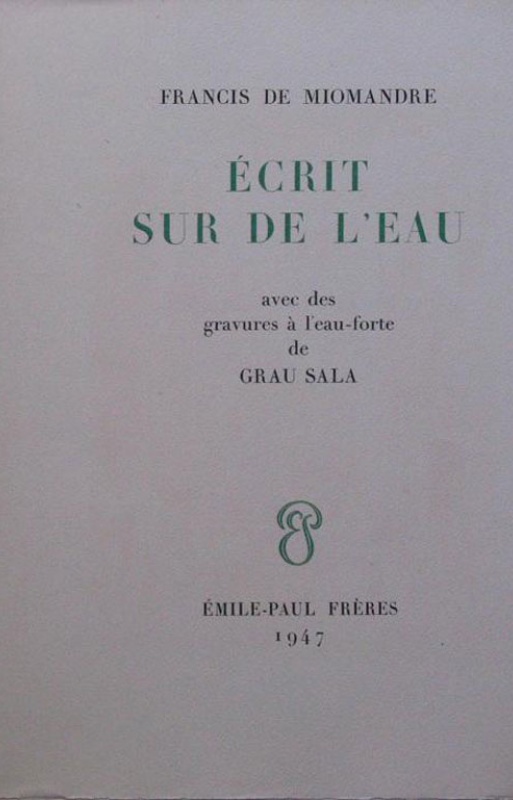 FRANCIS DE MIOMANDRE
ÉCRIT
SUR DE L'EAU
avec des
gravures à l'eau-forte
de
GRAU SALA
ÉMILE-PAUL FRÈRES
1947